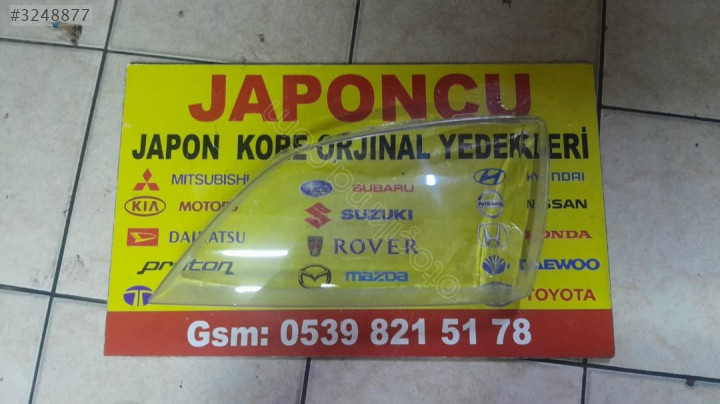 #3248877
JAPONCU
JAPON KORE ORJINAL YEDEKLERİ
MITSUBISHI SUBARU HYUNDAI
KIA MOTORS SUZUKI NISSAN
DAIHATSU ROVER HONDA
PROTON mazda DAEWOO
TOYOTA
Gsm: 0539 821 51 78